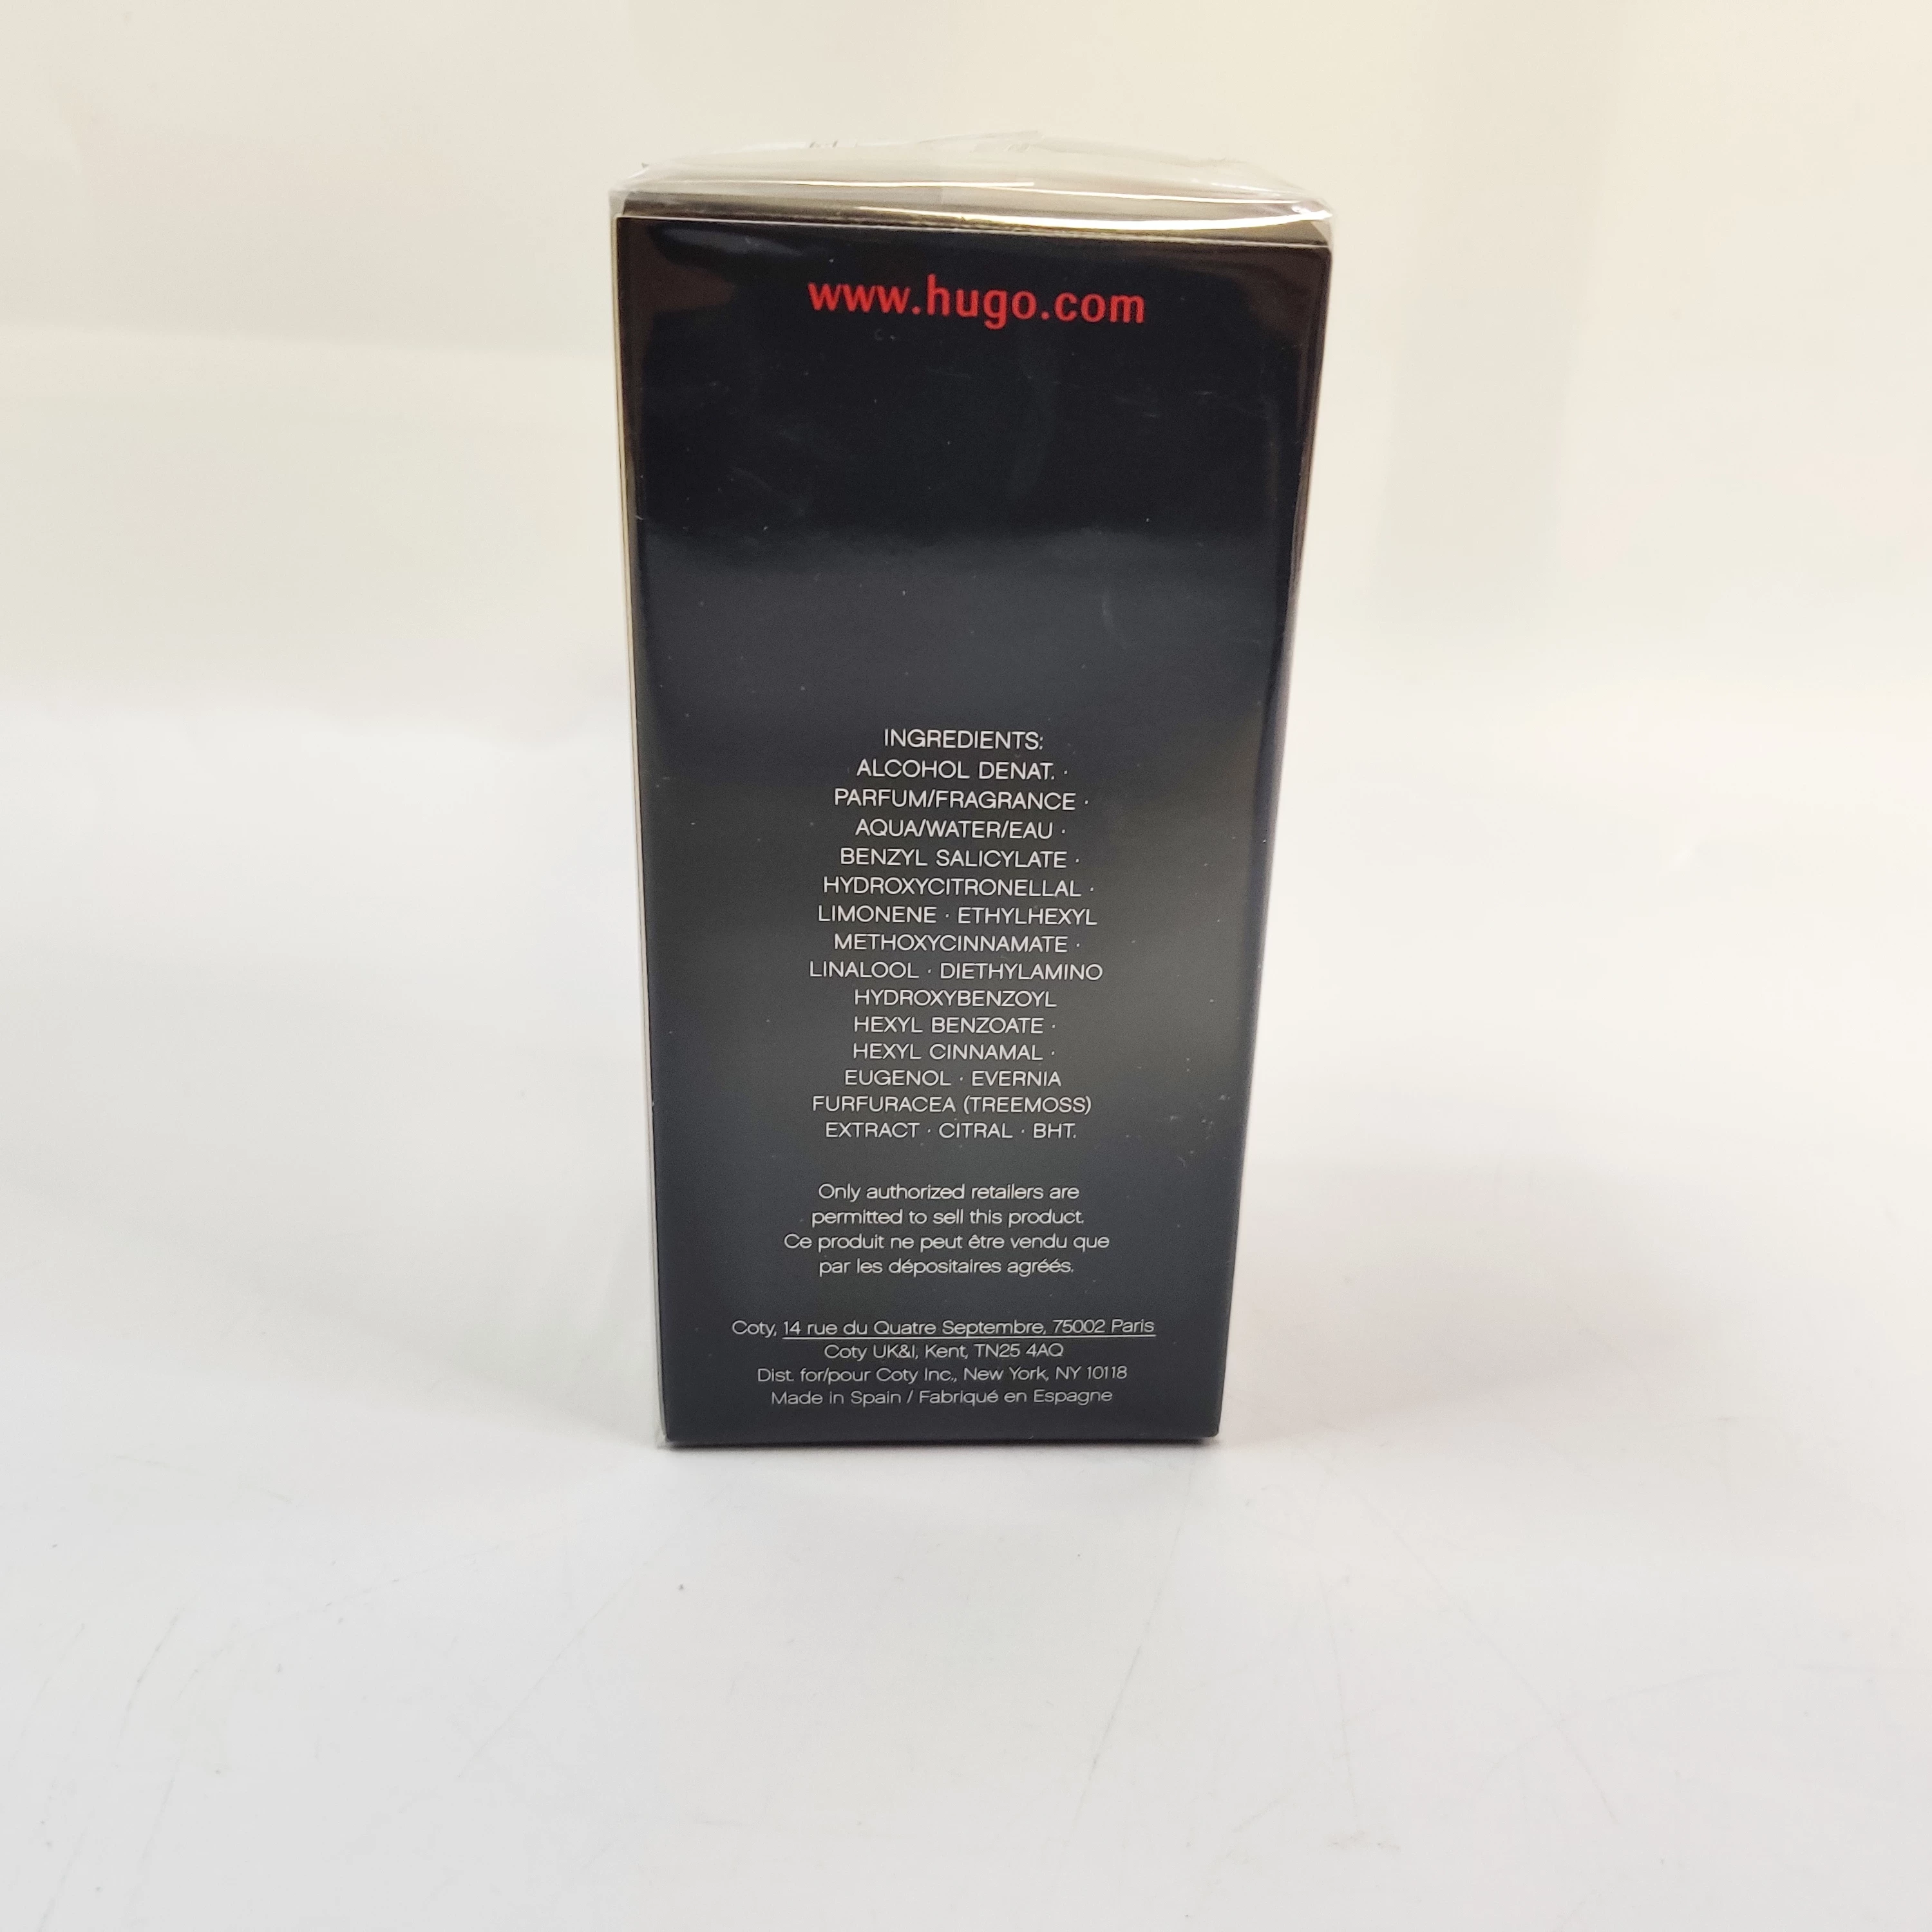 www.hugo.com
INGREDIENTS:
ALCOHOL DENAT. ·
PARFUM/FRAGRANCE ·
AQUA/WATER/EAU ·
BENZYL SALICYLATE ·
HYDROXYCITRONELLAL ·
LIMONENE · ETHYLHEXYL
METHOXYCINNAMATE ·
LINALOOL · DIETHYLAMINO
HYDROXYBENZOYL
HEXYL BENZOATE ·
HEXYL CINNAMAL ·
EUGENOL · EVERNIA
FURFURACEA (TREEMOSS)
EXTRACT · CITRAL · BHT.
Only authorized retailers are
permitted to sell this product.
Ce produit ne peut être vendu que
par les dépositaires agréés.
Coty, 14 rue du Quatre Septembre, 75002 Paris
Coty UK&I, Kent, TN25 4AQ
Dist. for/pour Coty Inc., New York, NY 10118
Made in Spain / Fabriqué en Espagne